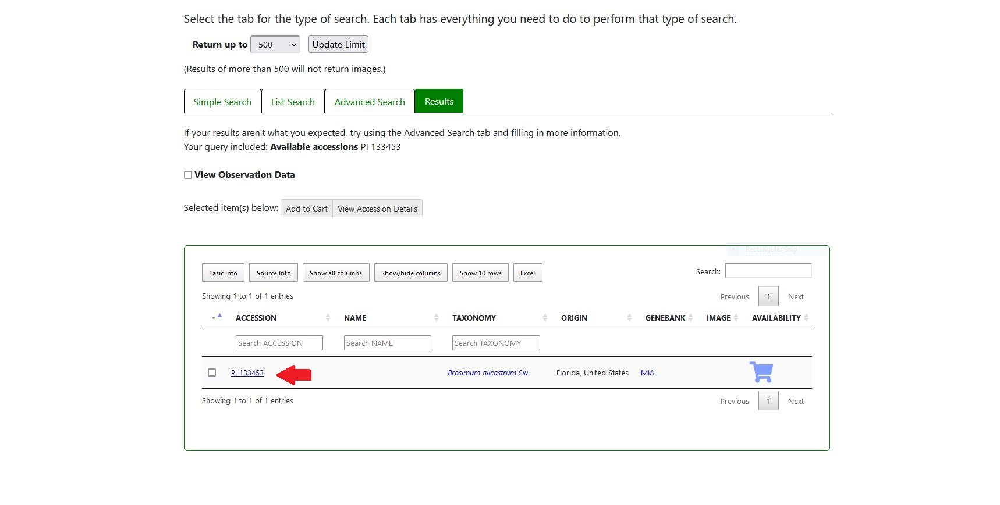 Select the tab for the type of search. Each tab has everything you need to do to perform that type of search.
Return up to 500 Update Limit
(Results of more than 500 will not return images.)
Simple Search List Search Advanced Search Results
If your results aren't what you expected, try using the Advanced Search tab and filling in more information.
Your query included: Available accessions PI 133453
View Observation Data
Selected item(s) below: Add to Cart View Accession Details
Rectangular Snip
Basic Info Source Info Show all columns Show/hide columns Show 10 rows Excel Search:
Showing 1 to 1 of 1 entries Previous 1 Next
ACCESSION NAME TAXONOMY ORIGIN GENEBANK IMAGE AVAILABILITY
Search ACCESSION Search NAME Search TAXONOMY
PI 133453 Brosimum alicastrum Sw. Florida, United States MIA
Showing 1 to 1 of 1 entries Previous 1 Next